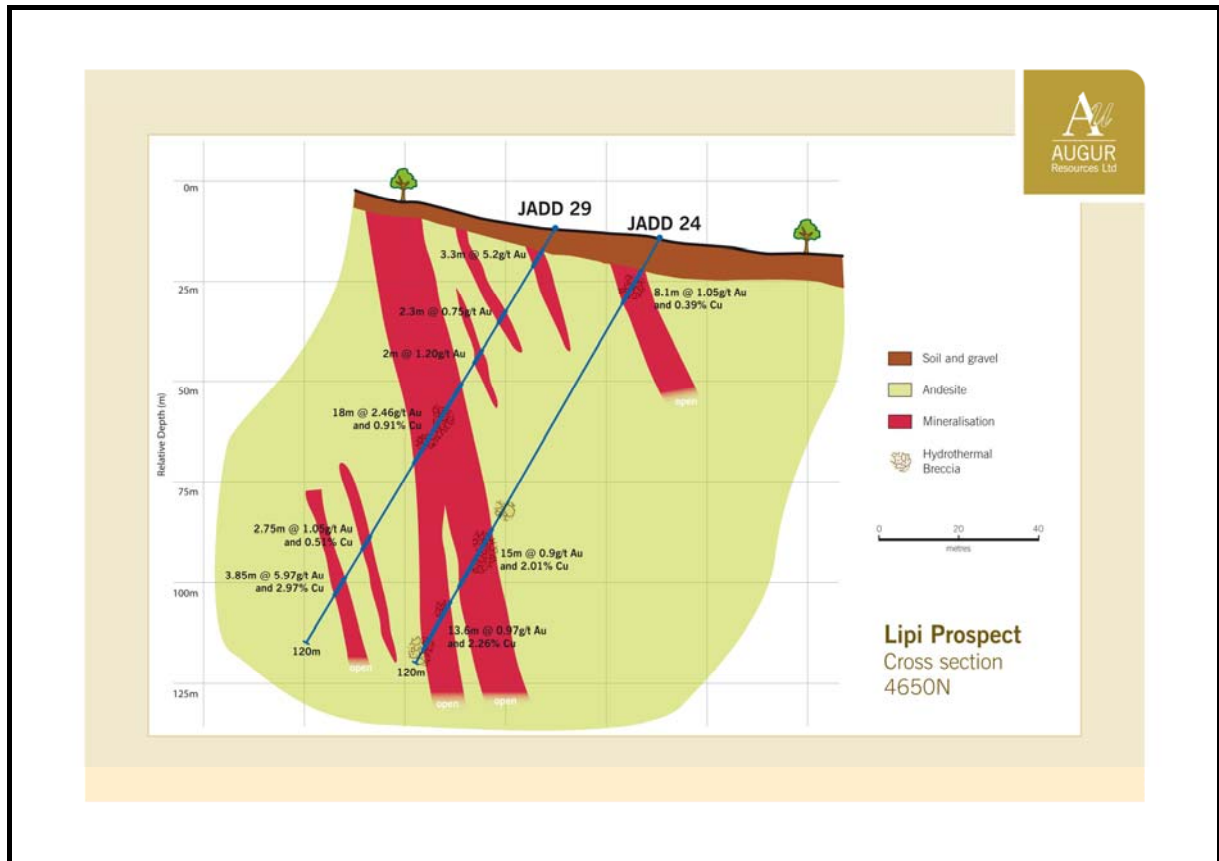 Au
AUGUR
Resources Ltd
0m
25m
50m
75m
100m
125m
Relative Depth (m)
JADD 29
JADD 24
3.3m @ 5.2g/t Au
8.1m @ 1.05g/t Au
and 0.39% Cu
2.3m @ 0.75g/t Au
2m @ 1.20g/t Au
18m @ 2.46g/t Au
and 0.91% Cu
2.75m @ 1.05g/t Au
and 0.51% Cu
3.85m @ 5.97g/t Au
and 2.97% Cu
15m @ 0.9g/t Au
and 2.01% Cu
13.6m @ 0.97g/t Au
and 2.26% Cu
120m
120m
open
open
open
open
Soil and gravel
Andesite
Mineralisation
Hydrothermal
Breccia
0 20 40
metres
Lipi Prospect
Cross section
4650N